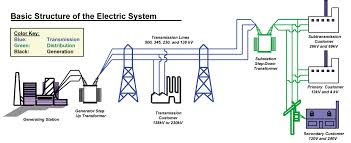 Basic Structure of the Electric System
Color Key:
Blue: Transmission
Green: Distribution
Black: Generation
Transmission Lines
500, 345, 230, and 138 kV
Substation
Step-Down
Transformer
Subtransmission
Customer
26kV and 69kV
Generating Station
Generator Step
Up Transformer
Transmission
Customer
138kV or 230kV
Primary Customer
13kV and 4 kV
Secondary Customer
120V and 240V